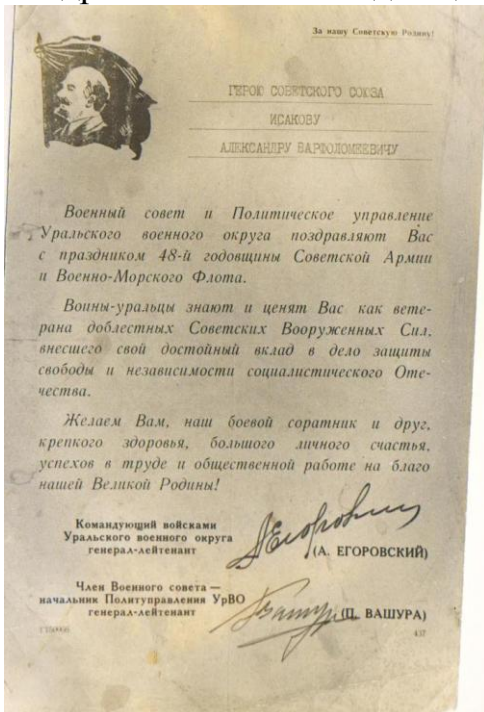 За нашу Советскую Родину!
ГЕРОЮ СОВЕТСКОГО СОЮЗА
ИСАКОВУ
АЛЕКСАНДРУ ВАРФОЛОМЕЕВИЧУ
Военный совет и Политическое управление
Уральского военного округа поздравляют Вас
с праздником 48-й годовщины Советской Армии
и Военно-Морского Флота.
Воины-уральцы знают и ценят Вас как вете-
рана доблестных Советских Вооруженных Сил,
внесшего свой достойный вклад в дело защиты
свободы и независимости социалистического Оте-
чества.
Желаем Вам, наш боевой соратник и друг,
крепкого здоровья, большого личного счастья,
успехов в труде и общественной работе на благо
нашей Великой Родины!
Командующий войсками
Уральского военного округа
генерал-лейтенант
Егоровский
(А. ЕГОРОВСКИЙ)
Член Военного совета —
начальник Политуправления УрВО
генерал-лейтенант
(П. ВАШУРА)
437